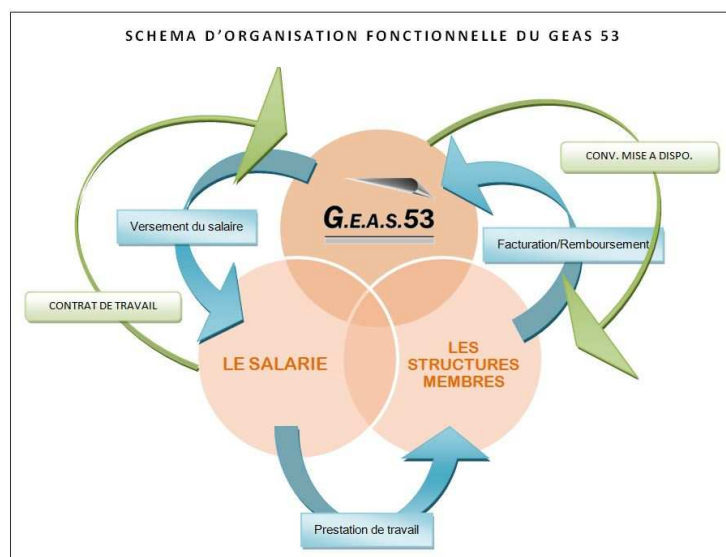 SCHEMA D'ORGANISATION FONCTIONNELLE DU GEAS 53
CONV. MISE A DISPO.
G.E.A.S.53
Versement du salaire
Facturation/Remboursement
CONTRAT DE TRAVAIL
LE SALARIE
LES
STRUCTURES
MEMBRES
Prestation de travail